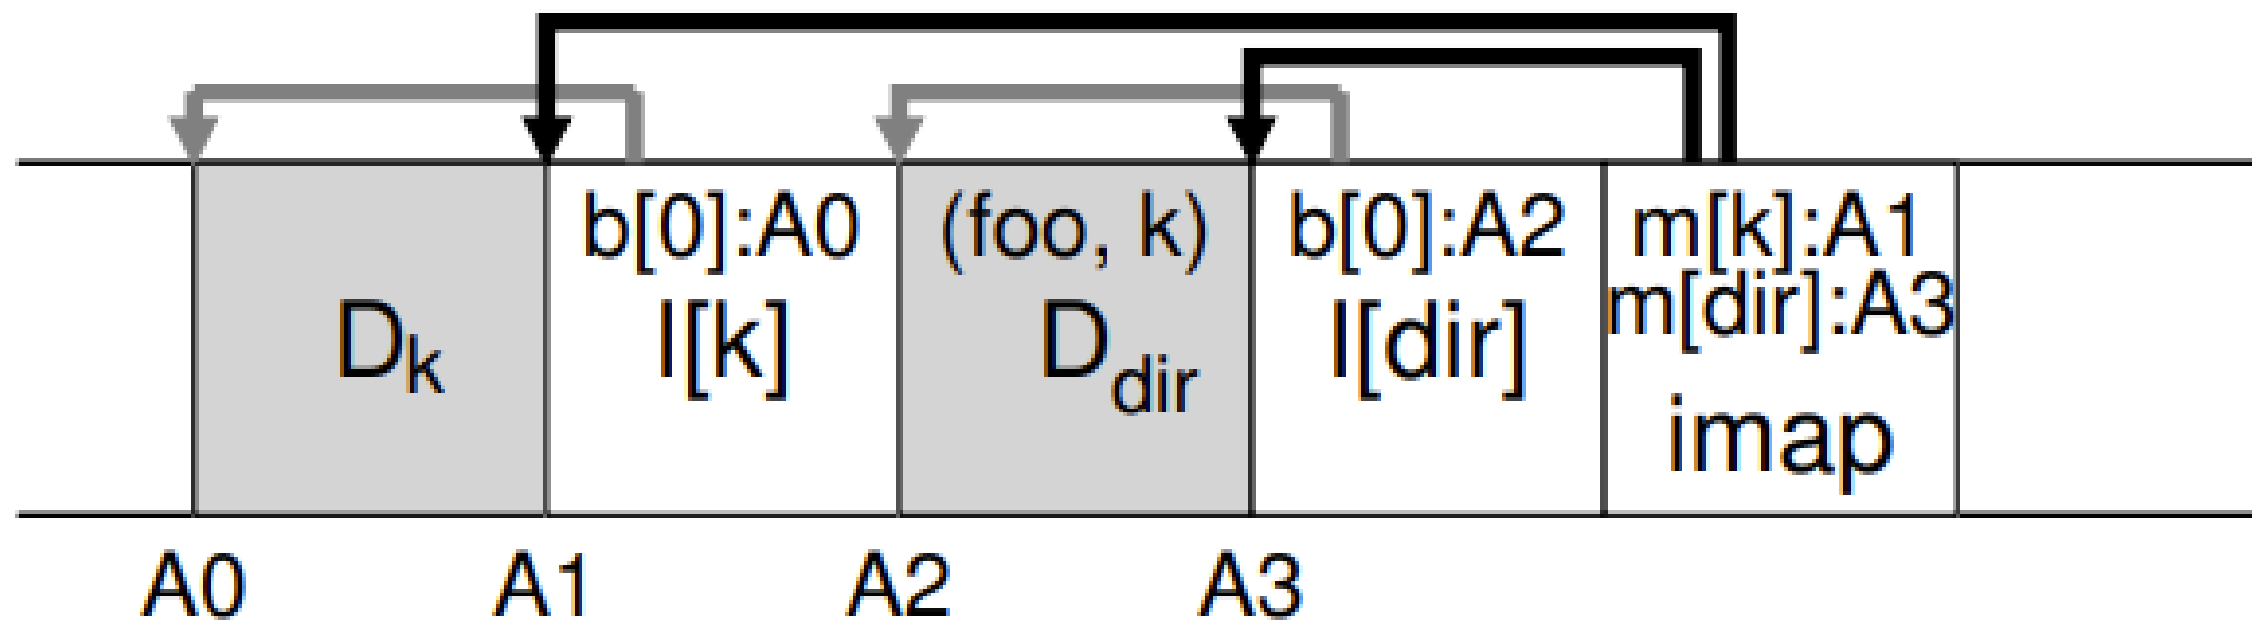 b[0]:A0 (foo, k) b[0]:A2 m[k]:A1
m[dir]:A3
Dk I[k] Ddir I[dir]
imap
A0 A1 A2 A3